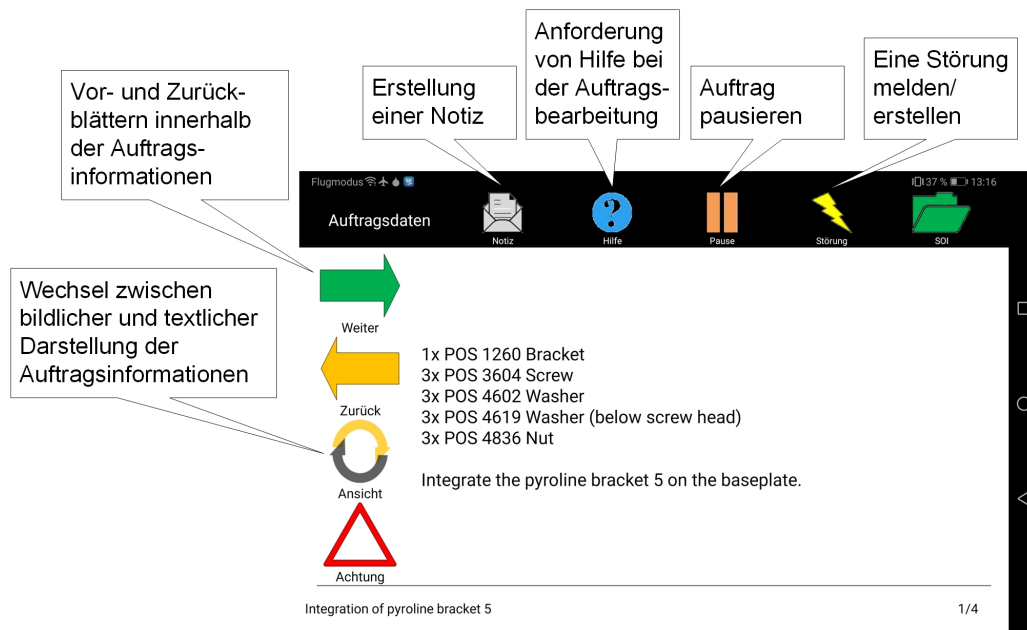 Anforderung
von Hilfe bei
der Auftrags-
bearbeitung
Eine Störung
melden/
erstellen
Erstellung
einer Notiz
Auftrag
pausieren
Vor- und Zurück-
blättern innerhalb
der Auftrags-
informationen
Wechsel zwischen
bildlicher und textlicher
Darstellung der
Auftragsinformationen
Flugmodus
37 % 13:16
Auftragsdaten
Notiz
Hilfe
Pause
Störung
SOI
Weiter
Zurück
Ansicht
Achtung
1x POS 1260 Bracket
3x POS 3604 Screw
3x POS 4602 Washer
3x POS 4619 Washer (below screw head)
3x POS 4836 Nut
Integrate the pyroline bracket 5 on the baseplate.
Integration of pyroline bracket 5
1/4